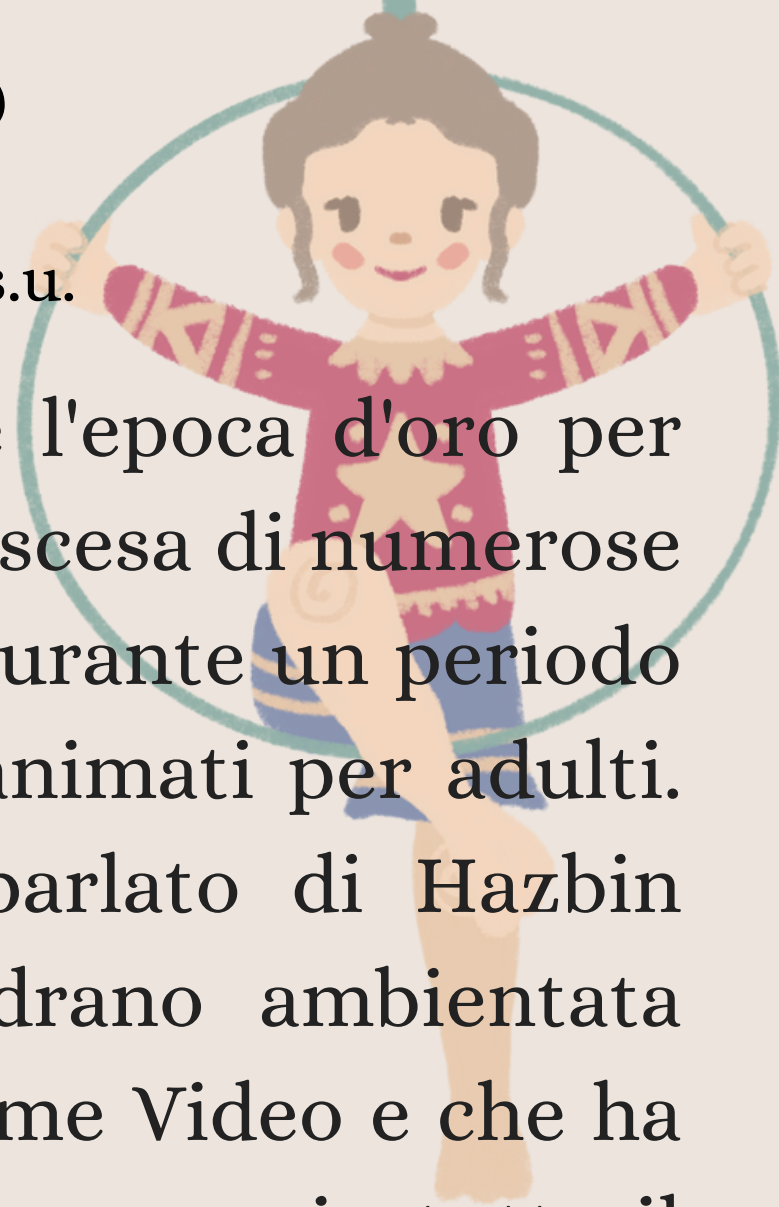 )
s.u.
l'epoca d'oro per
scesa di numerose
urante un periodo
nimati per adulti.
parlato di Hazbin
drano ambientata
me Video e che ha